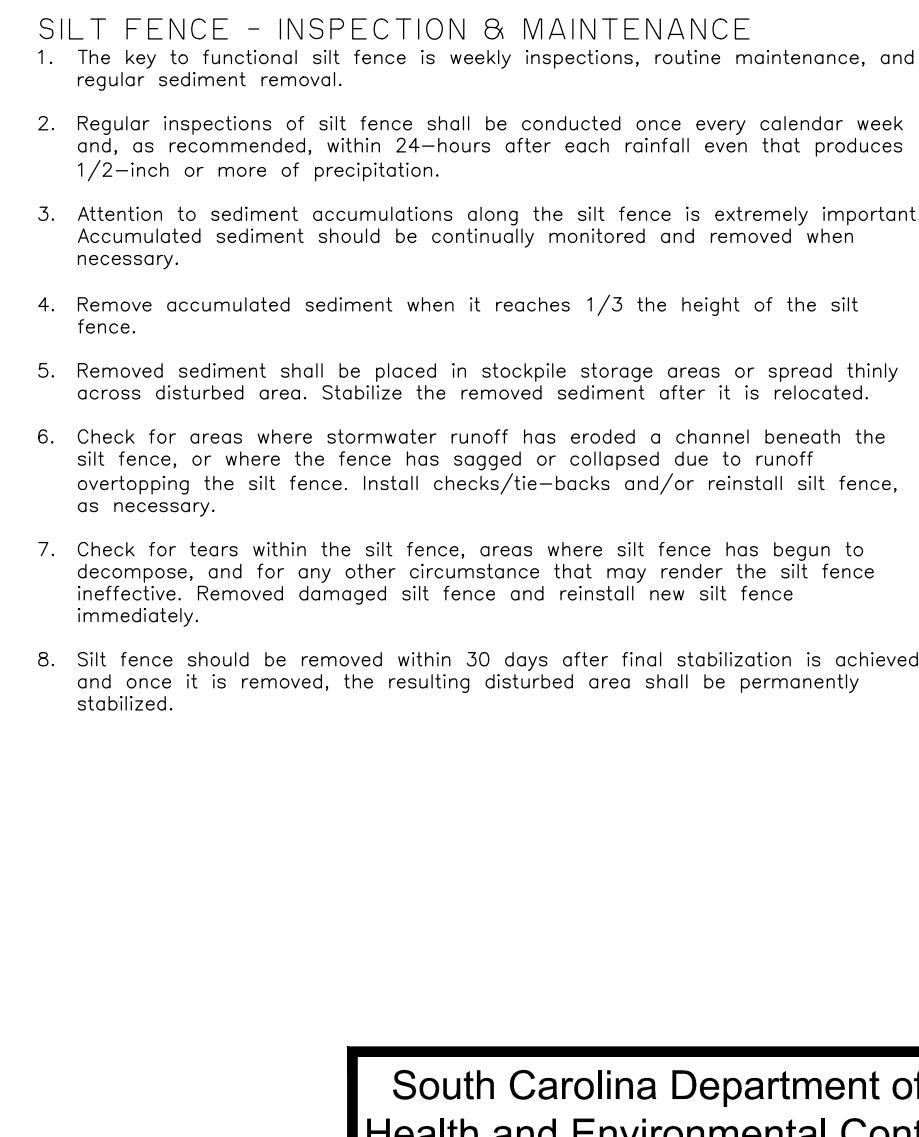 SILT FENCE - INSPECTION & MAINTENANCE
1. The key to functional silt fence is weekly inspections, routine maintenance, and
regular sediment removal.
2. Regular inspections of silt fence shall be conducted once every calendar week
and, as recommended, within 24-hours after each rainfall even that produces
1/2-inch or more of precipitation.
3. Attention to sediment accumulations along the silt fence is extremely important.
Accumulated sediment should be continually monitored and removed when
necessary.
4. Remove accumulated sediment when it reaches 1/3 the height of the silt
fence.
5. Removed sediment shall be placed in stockpile storage areas or spread thinly
across disturbed area. Stabilize the removed sediment after it is relocated.
6. Check for areas where stormwater runoff has eroded a channel beneath the
silt fence, or where the fence has sagged or collapsed due to runoff
overtopping the silt fence. Install checks/tie-backs and/or reinstall silt fence,
as necessary.
7. Check for tears within the silt fence, areas where silt fence has begun to
decompose, and for any other circumstance that may render the silt fence
ineffective. Removed damaged silt fence and reinstall new silt fence
immediately.
8. Silt fence should be removed within 30 days after final stabilization is achieved
and once it is removed, the resulting disturbed area shall be permanently
stabilized.
South Carolina Department of
Health and Environmental Cont